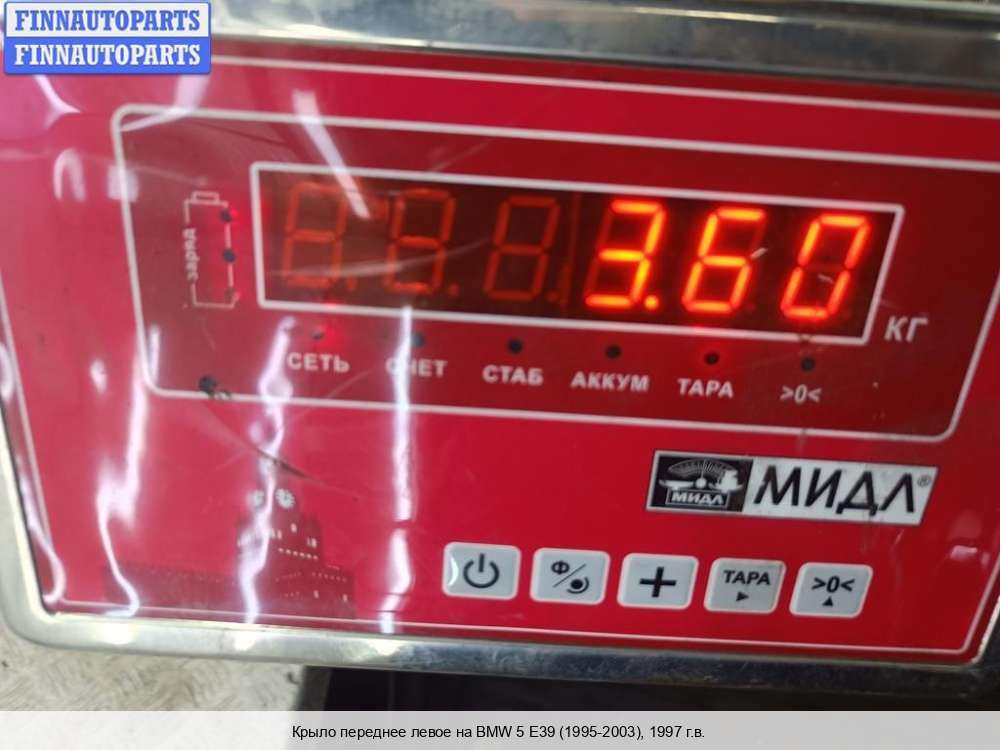 FINNAUTOPARTS
FINNAUTOPARTS
заряд
3.60
КГ
СЕТЬ СЧЕТ СТАБ АККУМ ТАРА >0<
МИДЛ МИДЛ®
Ф ТАРА >0<
Крыло переднее левое на BMW 5 E39 (1995-2003), 1997 г.в.